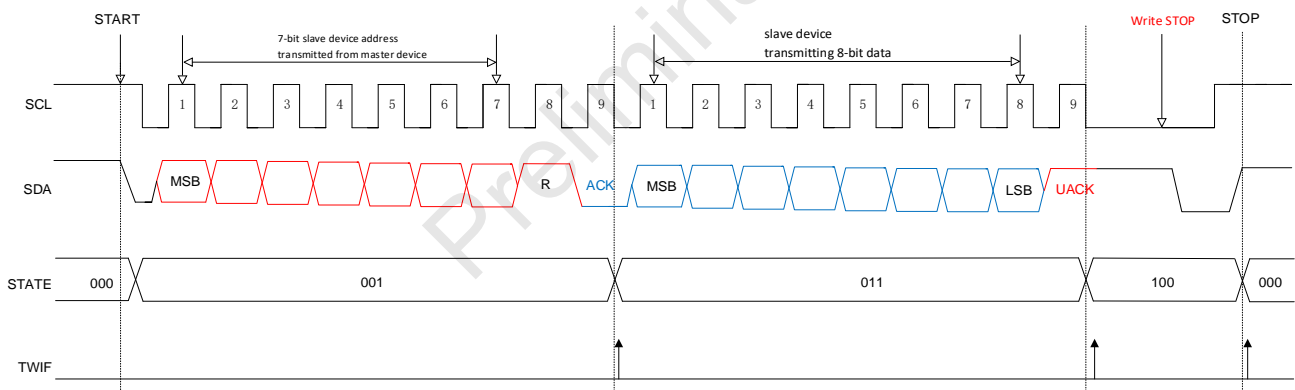 START
7-bit slave device address
transmitted from master device
slave device
transmitting 8-bit data
Write STOP
STOP
SCL
1 2 3 4 5 6 7 8 9 1 2 3 4 5 6 7 8 9
SDA
MSB R ACK MSB LSB UACK
STATE
000 001 011 100 000
TWIF